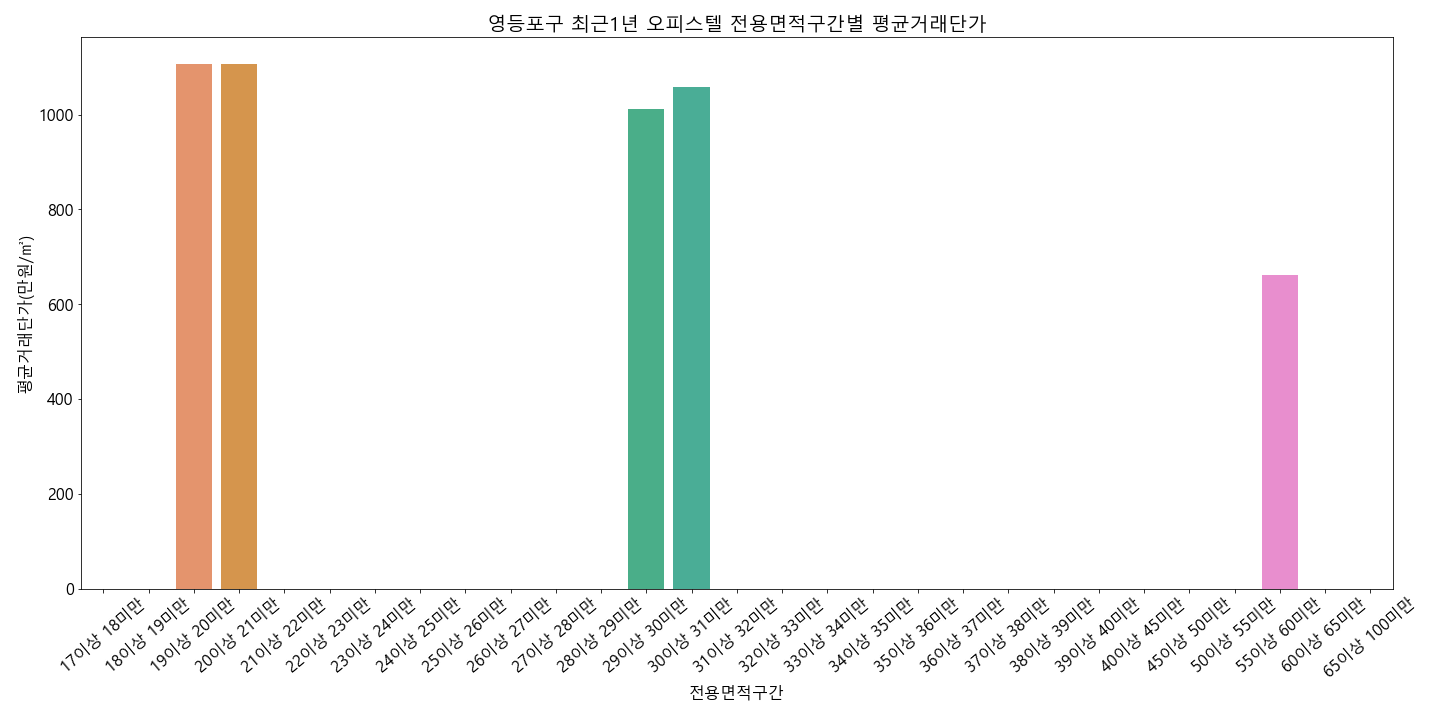 영등포구 최근1년 오피스텔 전용면적구간별 평균거래단가
평균거래단가(만원/㎡)
1000
800
600
400
200
0
17이상 18미만
18이상 19미만
19이상 20미만
20이상 21미만
21이상 22미만
22이상 23미만
23이상 24미만
24이상 25미만
25이상 26미만
26이상 27미만
27이상 28미만
28이상 29미만
29이상 30미만
30이상 31미만
31이상 32미만
32이상 33미만
33이상 34미만
34이상 35미만
35이상 36미만
36이상 37미만
37이상 38미만
38이상 39미만
39이상 40미만
40이상 45미만
45이상 50미만
50이상 55미만
55이상 60미만
60이상 65미만
65이상 100미만
전용면적구간